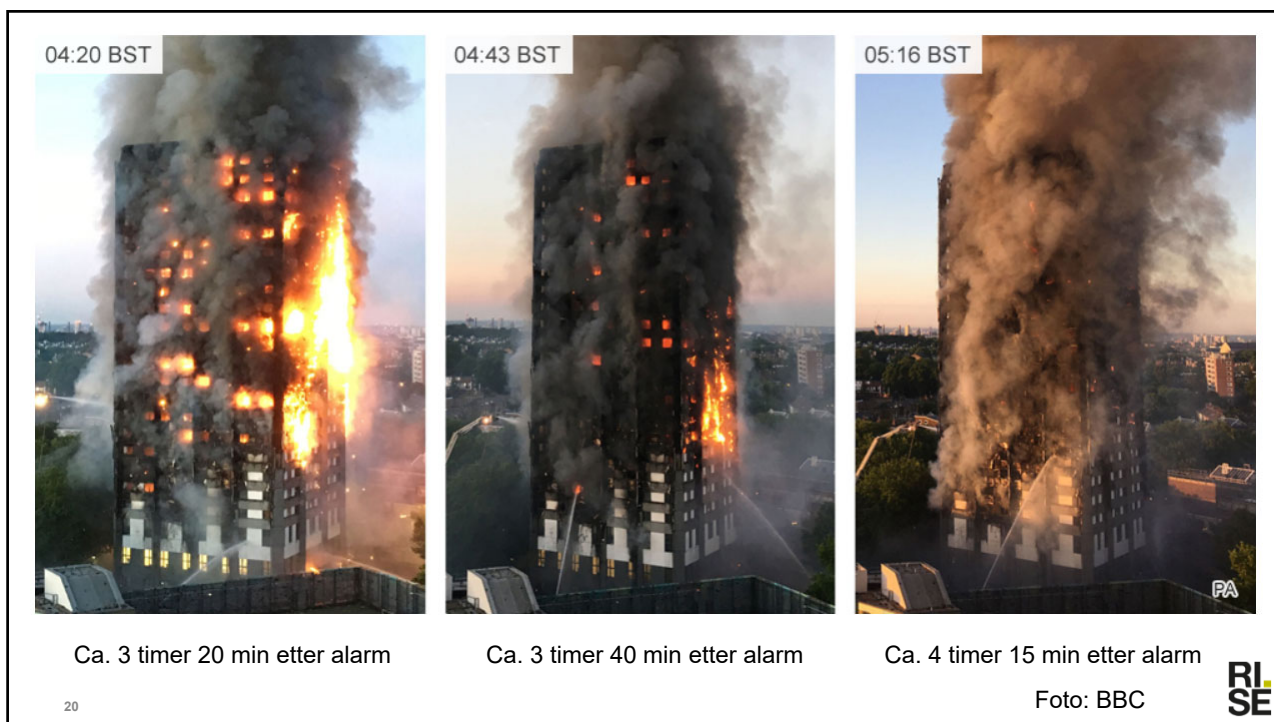 04:20 BST
04:43 BST
05:16 BST
PA
Ca. 3 timer 20 min etter alarm
Ca. 3 timer 40 min etter alarm
Ca. 4 timer 15 min etter alarm
Foto: BBC
20
RI.
SE